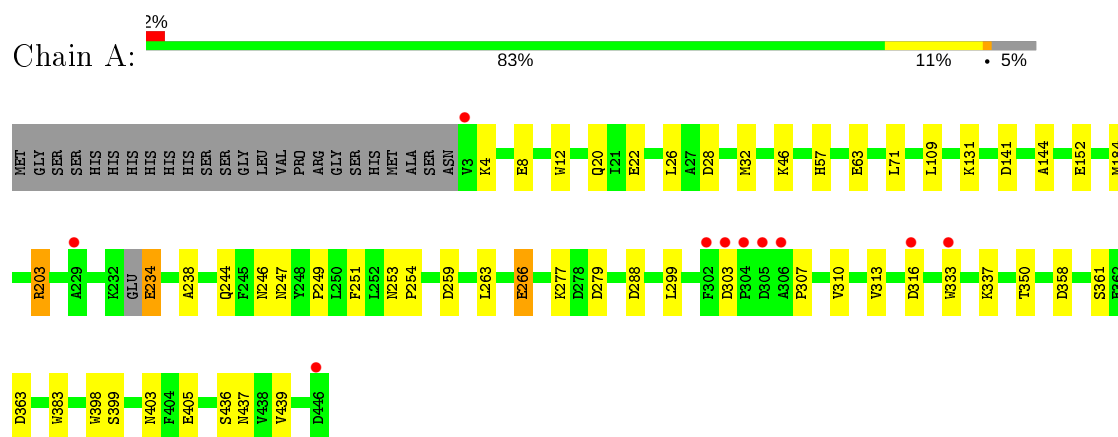 2%
Chain A:
83% 11% • 5%
MET GLY SER SER HIS HIS HIS HIS HIS HIS SER SER GLY LEU VAL PRO ARG GLY SER HIS MET ALA SER ASN V3 K4 E8 W12 Q20 I21 E22 L26 A27 D28 M32 K46 H57 E63 L71 L109 K131 D141 A144 E152 M184
R203 A229 K232 GLU E234 A238 Q244 F245 N246 N247 Y248 P249 L250 F251 L252 N253 P254 D259 L263 E266 K277 D278 D279 D288 L299 F302 D303 P304 D305 A306 P307 V310 V313 D316 W333 K337 T350 D358 S361 E362
D363 W383 W398 S399 N403 F404 E405 S436 N437 V438 V439 D446